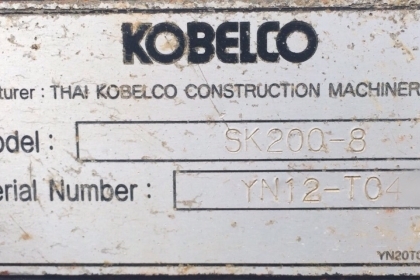 KOBELCO
turer : THAI KOBELCO CONSTRUCTION MACHINER
odel : SK200-8
erial Number : YN12-T04
YN20T